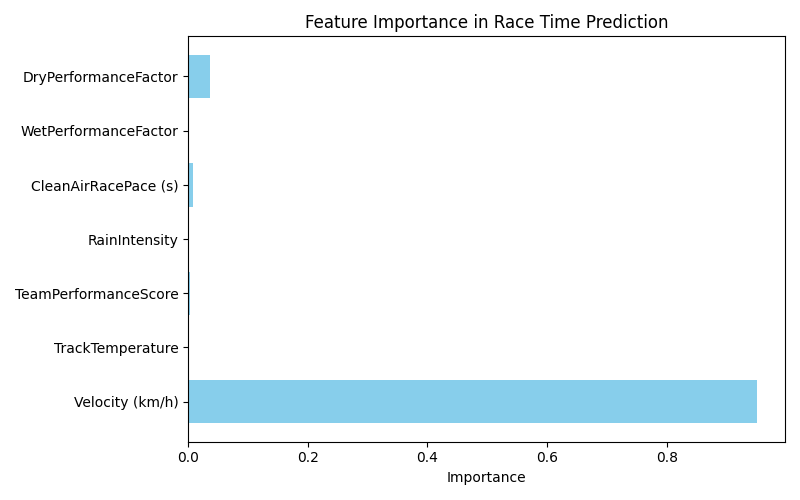 Feature Importance in Race Time Prediction
DryPerformanceFactor
WetPerformanceFactor
CleanAirRacePace (s)
RainIntensity
TeamPerformanceScore
TrackTemperature
Velocity (km/h)
0.0 0.2 0.4 0.6 0.8
Importance